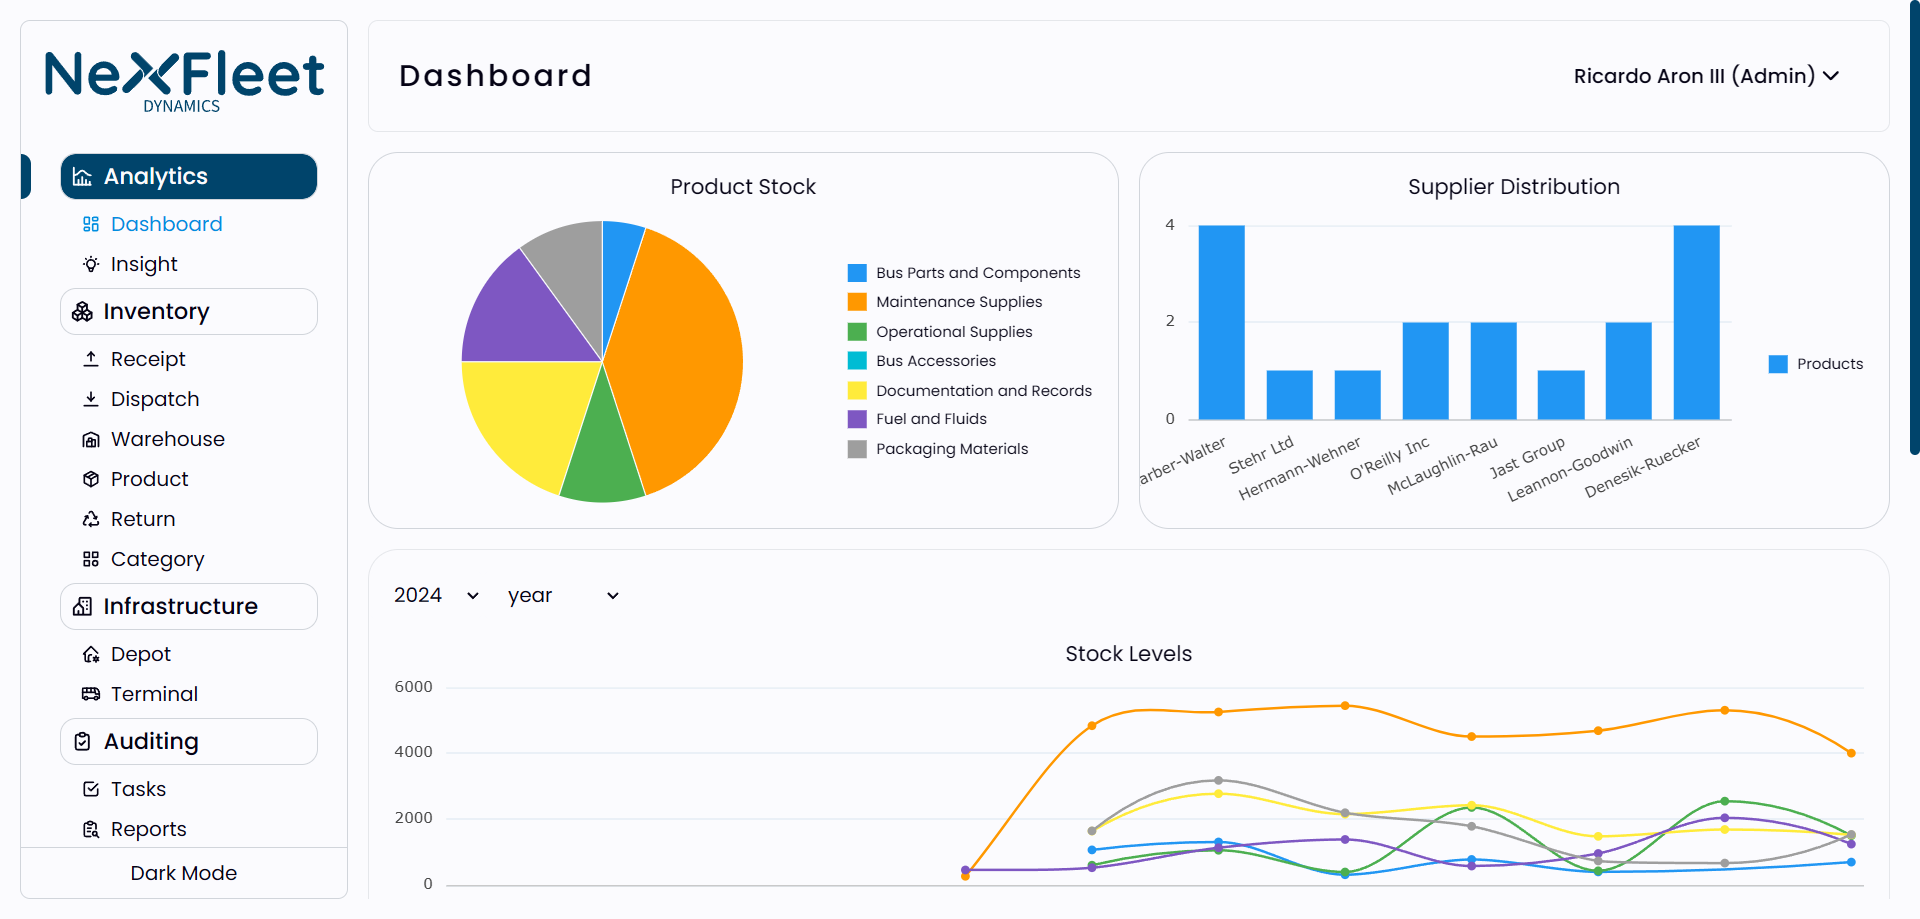 NeXFleet
DYNAMICS
Analytics
Dashboard
Insight
Inventory
Receipt
Dispatch
Warehouse
Product
Return
Category
Infrastructure
Depot
Terminal
Auditing
Tasks
Reports
Dark Mode
Dashboard
Ricardo Aron III (Admin)
Product Stock
Bus Parts and Components
Maintenance Supplies
Operational Supplies
Bus Accessories
Documentation and Records
Fuel and Fluids
Packaging Materials
Supplier Distribution
4
2
0
arber-Walter
Stehr Ltd
Hermann-Wehner
O'Reilly Inc
McLaughlin-Rau
Jast Group
Leannon-Goodwin
Denesik-Ruecker
Products
2024
year
Stock Levels
6000
4000
2000
0